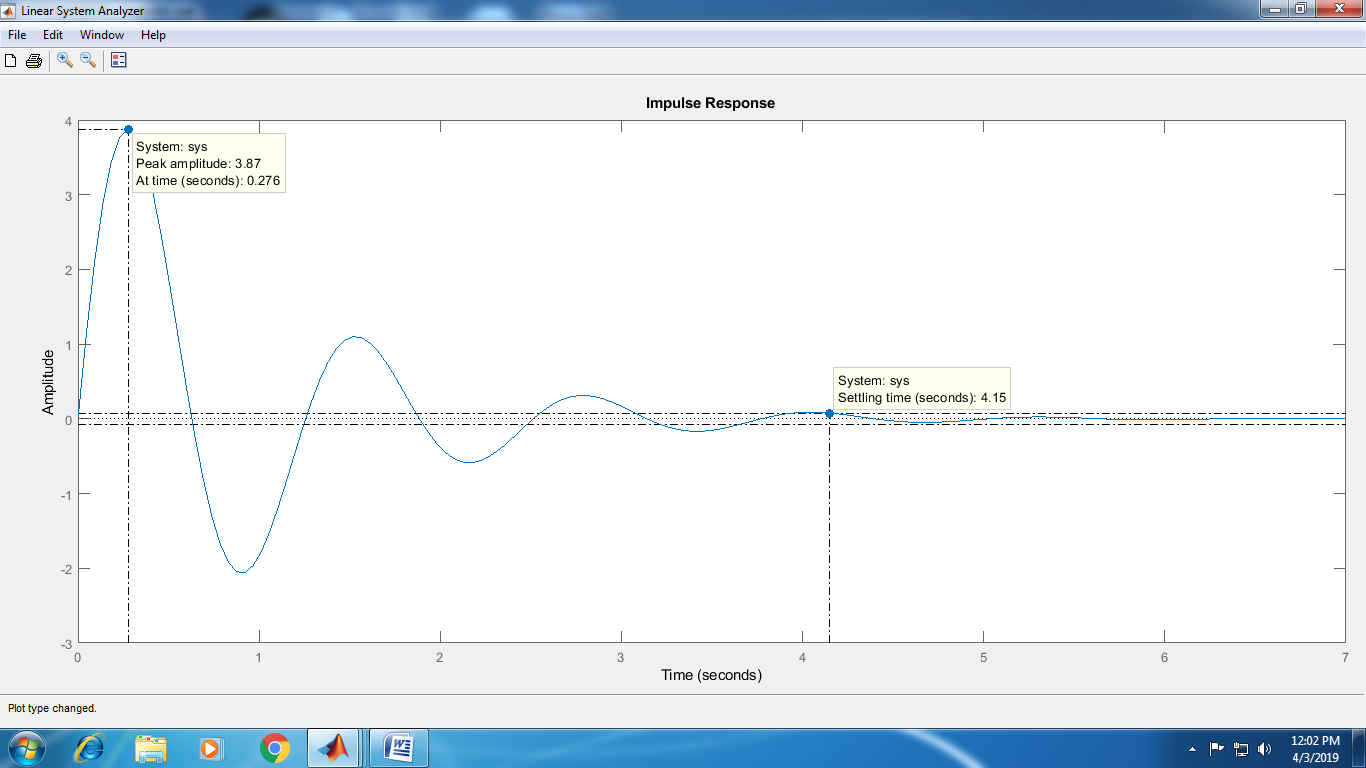 Linear System Analyzer
File Edit Window Help
Impulse Response
4
3
2
1
0
-1
-2
-3
Amplitude
System: sys
Peak amplitude: 3.87
At time (seconds): 0.276
System: sys
Settling time (seconds): 4.15
0 1 2 3 4 5 6 7
Time (seconds)
Plot type changed.
12:02 PM
4/3/2019